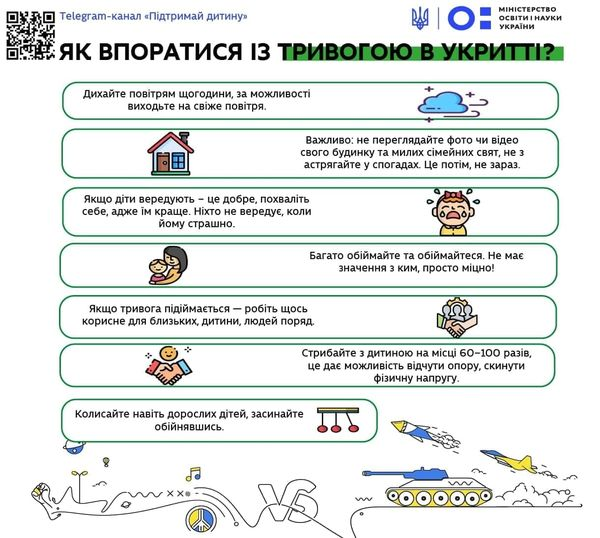 Telegram-канал «Підтримай дитину»
МІНІСТЕРСТВО
ОСВІТИ І НАУКИ
УКРАЇНИ
ЯК ВПОРАТИСЯ ІЗ ТРИВОГОЮ В УКРИТТІ?
Дихайте повітрям щогодини, за можливості
виходьте на свіже повітря.
Важливо: не переглядайте фото чи відео
свого будинку та милих сімейних свят, не з
астрягайте у спогадах. Це потім, не зараз.
Якщо діти вередують – це добре, похваліть
себе, адже їм краще. Ніхто не вередує, коли
йому страшно.
Багато обіймайте та обіймайтеся. Не має
значення з ким, просто міцно!
Якщо тривога підіймається — робіть щось
корисне для близьких, дитини, людей поряд.
Стрибайте з дитиною на місці 60–100 разів,
це дає можливість відчути опору, скинути
фізичну напругу.
Колисайте навіть дорослих дітей, засинайте
обійнявшись.
VS